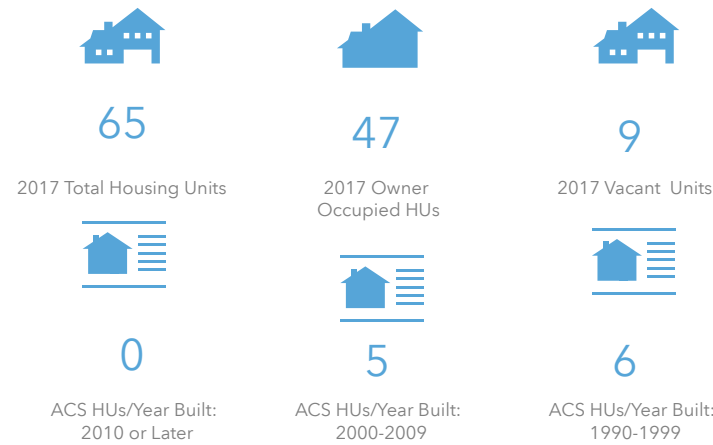 65
2017 Total Housing Units
47
2017 Owner
Occupied HUs
9
2017 Vacant Units
0
ACS HUs/Year Built:
2010 or Later
5
ACS HUs/Year Built:
2000-2009
6
ACS HUs/Year Built:
1990-1999